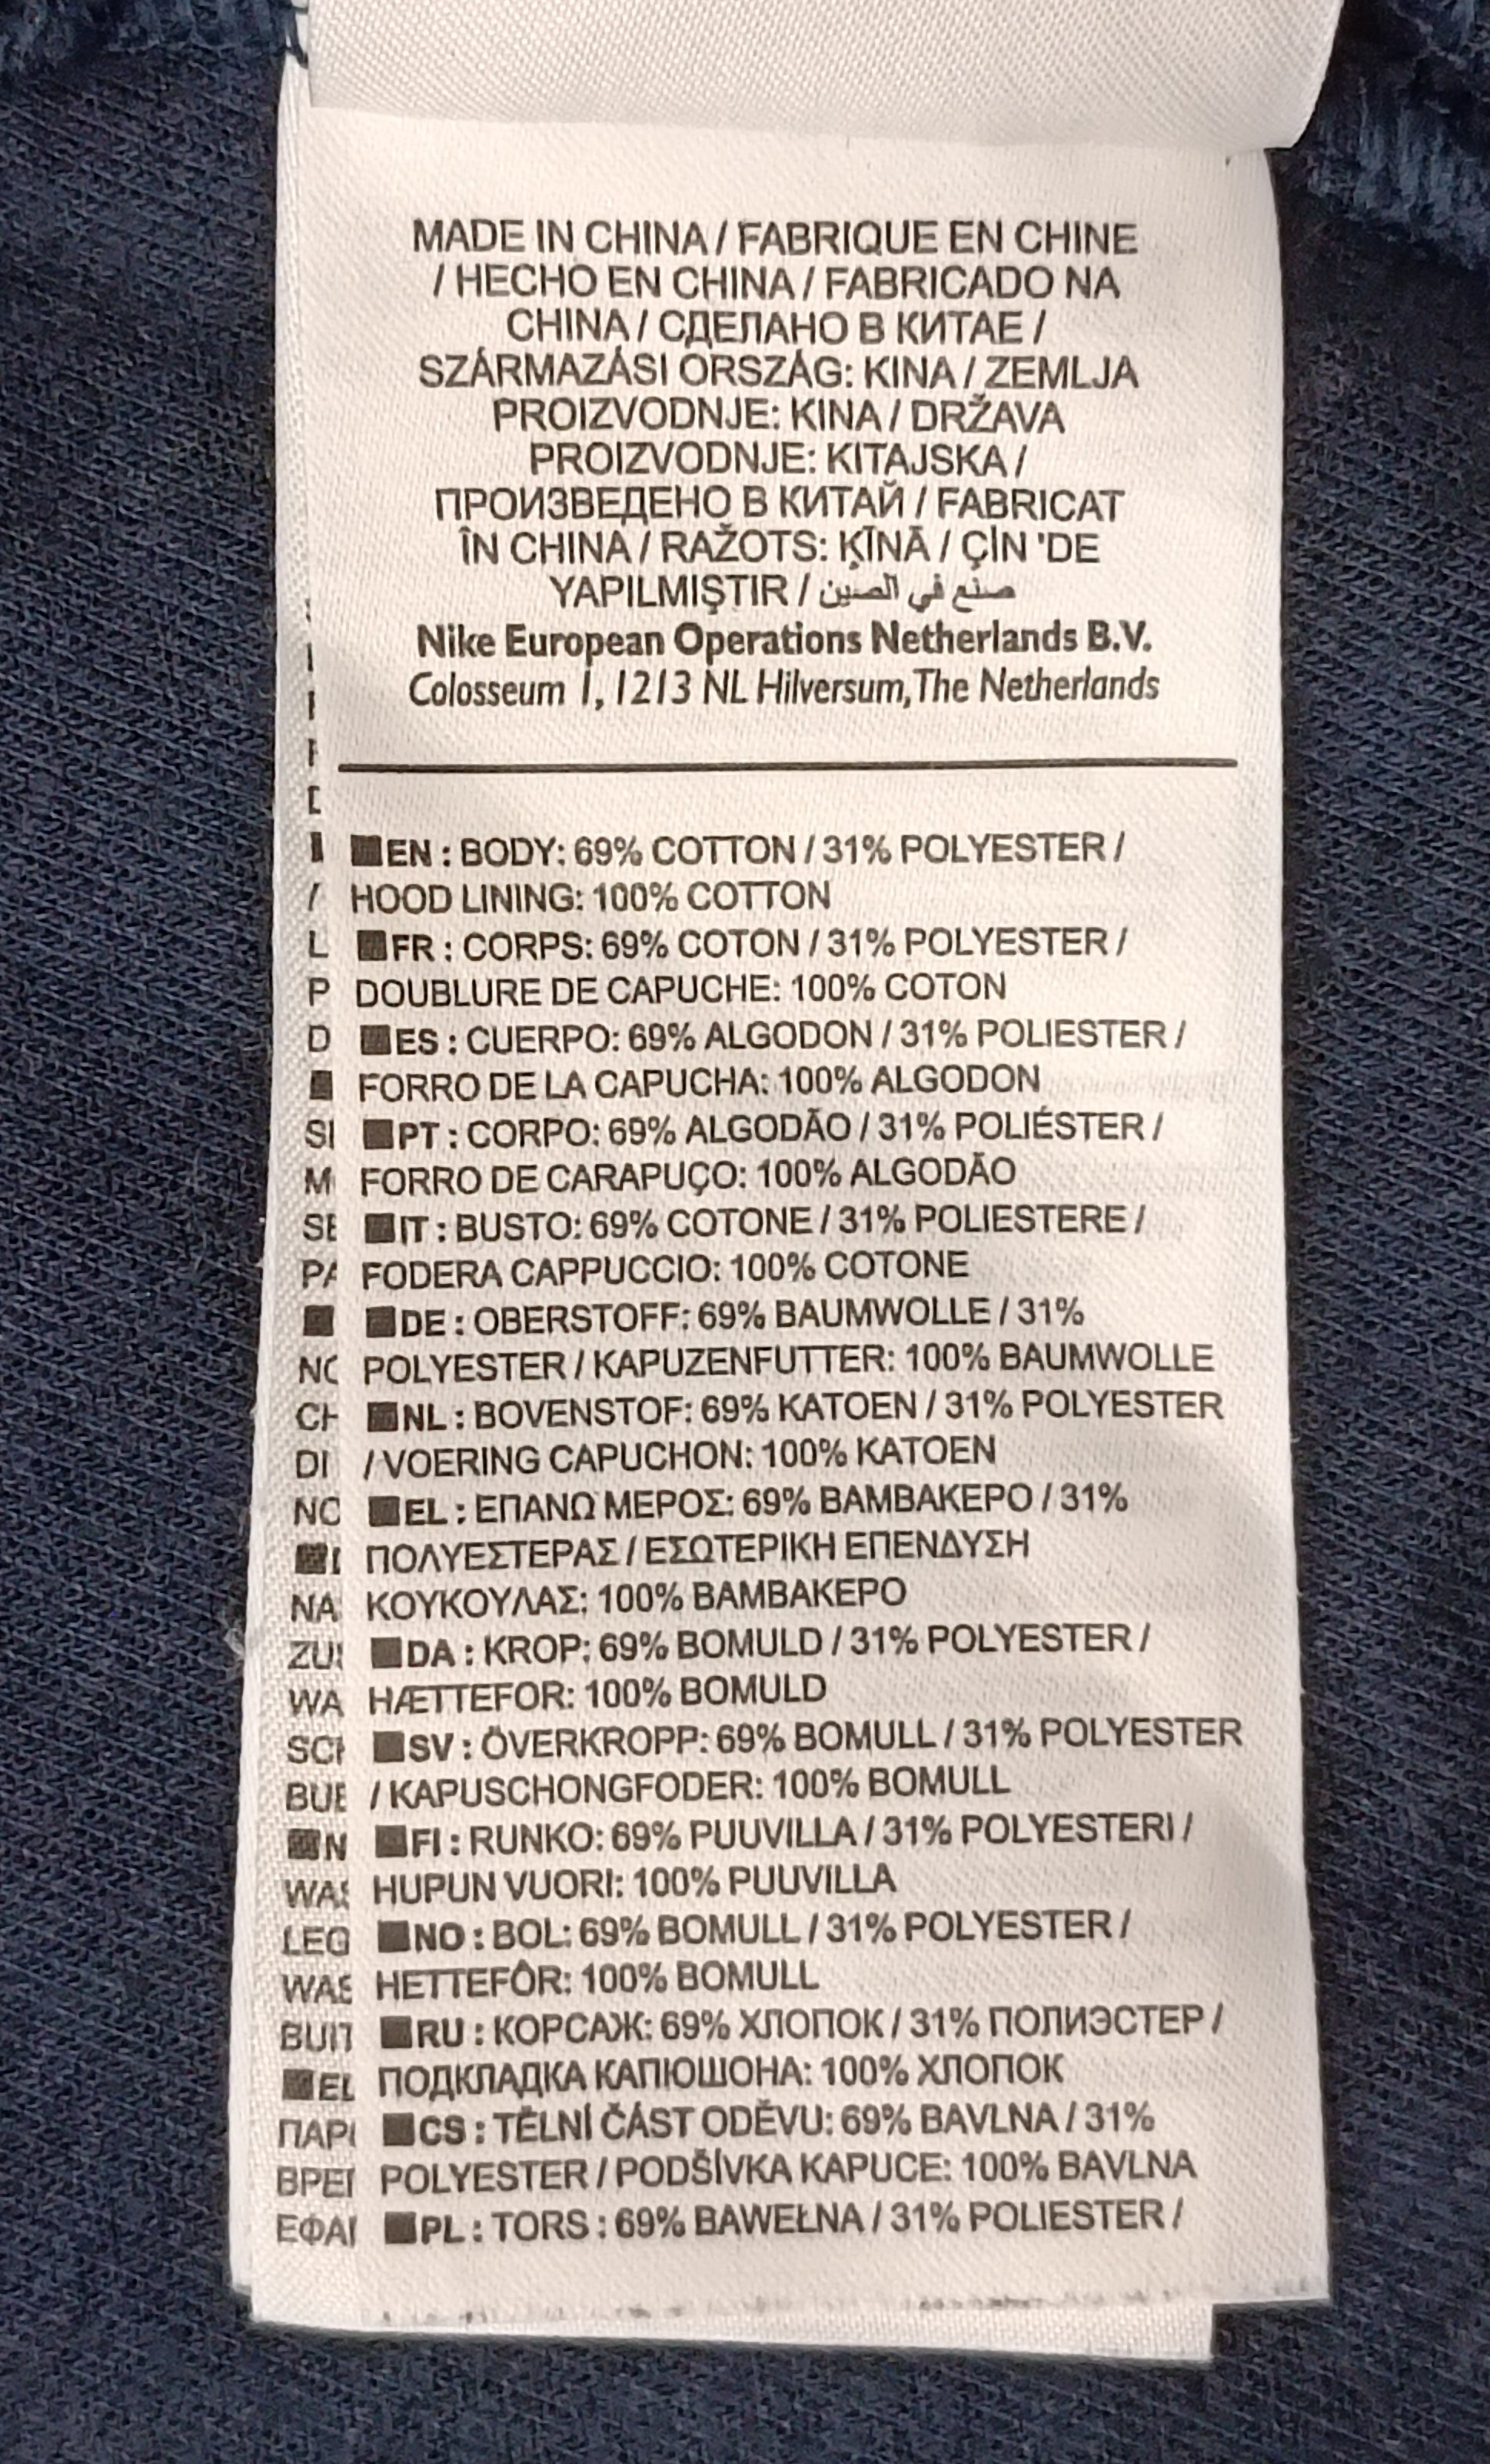 MADE IN CHINA / FABRIQUE EN CHINE
/ HECHO EN CHINA / FABRICADO NA
CHINA / СДЕЛАНО В КИТАЕ /
SZÁRMAZÁSI ORSZÁG: KINA / ZEMLJA
PROIZVODNJE: KINA / DRŽAVA
PROIZVODNJE: KITAJSKA /
ПРОИЗВЕДЕНО В КИТАЙ / FABRICAT
ÎN CHINA / RAŽOTS: ĶĪNĀ / ÇİN 'DE
YAPILMIŞTIR / صنع في الصين
Nike European Operations Netherlands B.V.
Colosseum 1, 1213 NL Hilversum, The Netherlands
■EN : BODY: 69% COTTON / 31% POLYESTER /
HOOD LINING: 100% COTTON
■FR : CORPS: 69% COTON / 31% POLYESTER /
DOUBLURE DE CAPUCHE: 100% COTON
■ES : CUERPO: 69% ALGODON / 31% POLIESTER /
FORRO DE LA CAPUCHA: 100% ALGODON
■PT : CORPO: 69% ALGODÃO / 31% POLIÉSTER /
FORRO DE CARAPUÇO: 100% ALGODÃO
■IT : BUSTO: 69% COTONE / 31% POLIESTERE /
FODERA CAPPUCCIO: 100% COTONE
■DE : OBERSTOFF: 69% BAUMWOLLE / 31%
POLYESTER / KAPUZENFUTTER: 100% BAUMWOLLE
■NL : BOVENSTOF: 69% KATOEN / 31% POLYESTER
/ VOERING CAPUCHON: 100% KATOEN
■EL : ΕΠΑΝΩ ΜΕΡΟΣ: 69% ΒΑΜΒΑΚΕΡΟ / 31%
ΠΟΛΥΕΣΤΕΡΑΣ / ΕΣΩΤΕΡΙΚΗ ΕΠΕΝΔΥΣΗ
ΚΟΥΚΟΥΛΑΣ: 100% ΒΑΜΒΑΚΕΡΟ
■DA : KROP: 69% BOMULD / 31% POLYESTER /
HÆTTEFOR: 100% BOMULD
■SV : ÖVERKROPP: 69% BOMULL / 31% POLYESTER
/ KAPUSCHONGFODER: 100% BOMULL
■FI : RUNKO: 69% PUUVILLA / 31% POLYESTERI /
HUPUN VUORI: 100% PUUVILLA
■NO : BOL: 69% BOMULL / 31% POLYESTER /
HETTEFÔR: 100% BOMULL
■RU : КОРСАЖ: 69% ХЛОПОК / 31% ПОЛИЭСТЕР /
ПОДКЛАДКА КАПЮШОНА: 100% ХЛОПОК
■CS : TĚLNÍ ČÁST ODĚVU: 69% BAVLNA / 31%
POLYESTER / PODŠÍVKA KAPUCE: 100% BAVLNA
■PL : TORS : 69% BAWEŁNA / 31% POLIESTER /